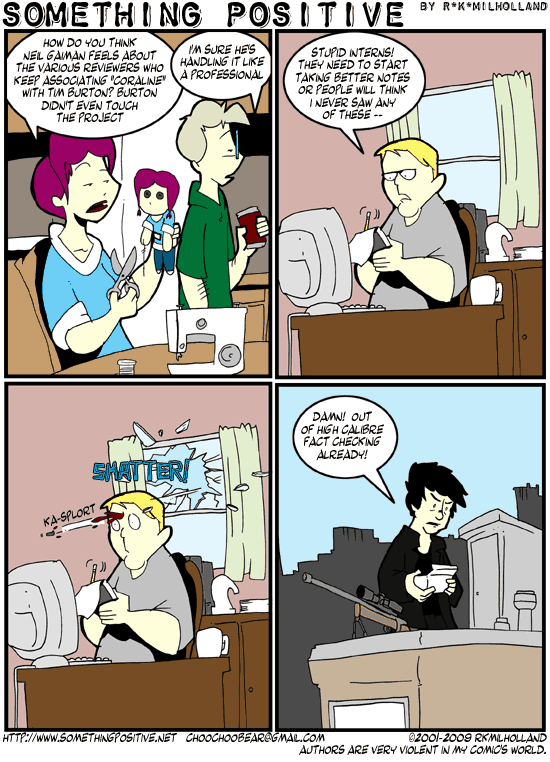 SOMETHING POSITIVE BY R*K*MILHOLLAND
HOW DO YOU THINK
NEIL GAIMAN FEELS ABOUT
THE VARIOUS REVIEWERS WHO
KEEP ASSOCIATING "CORALINE"
WITH TIM BURTON? BURTON
DIDN'T EVEN TOUCH
THE PROJECT
I'M SURE HE'S
HANDLING IT LIKE
A PROFESSIONAL
STUPID INTERNS!
THEY NEED TO START
TAKING BETTER NOTES
OR PEOPLE WILL THINK
I NEVER SAW ANY
OF THESE --
SHATTER!
KA-SPLORT
DAMN! OUT
OF HIGH CALIBRE
FACT CHECKING
ALREADY!
HTTP://WWW.SOMETHINGPOSITIVE.NET CHOOCHOOBEAR@GMAIL.COM ©2001-2009 RKMILHOLLAND
AUTHORS ARE VERY VIOLENT IN MY COMIC'S WORLD.